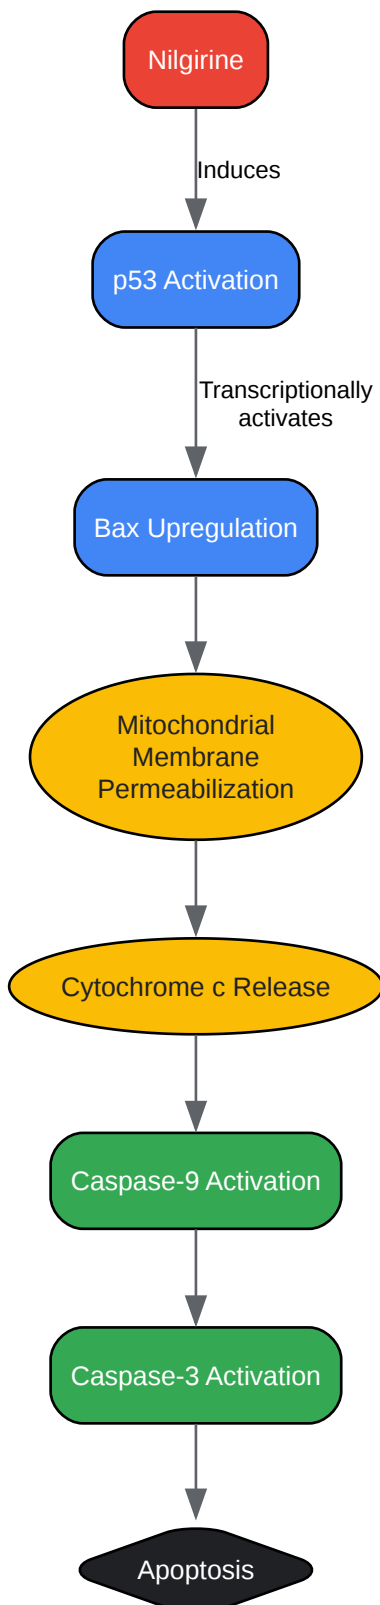 Nilgirine
Induces
p53 Activation
Transcriptionally
activates
Bax Upregulation
Mitochondrial
Membrane
Permeabilization
Cytochrome c Release
Caspase-9 Activation
Caspase-3 Activation
Apoptosis